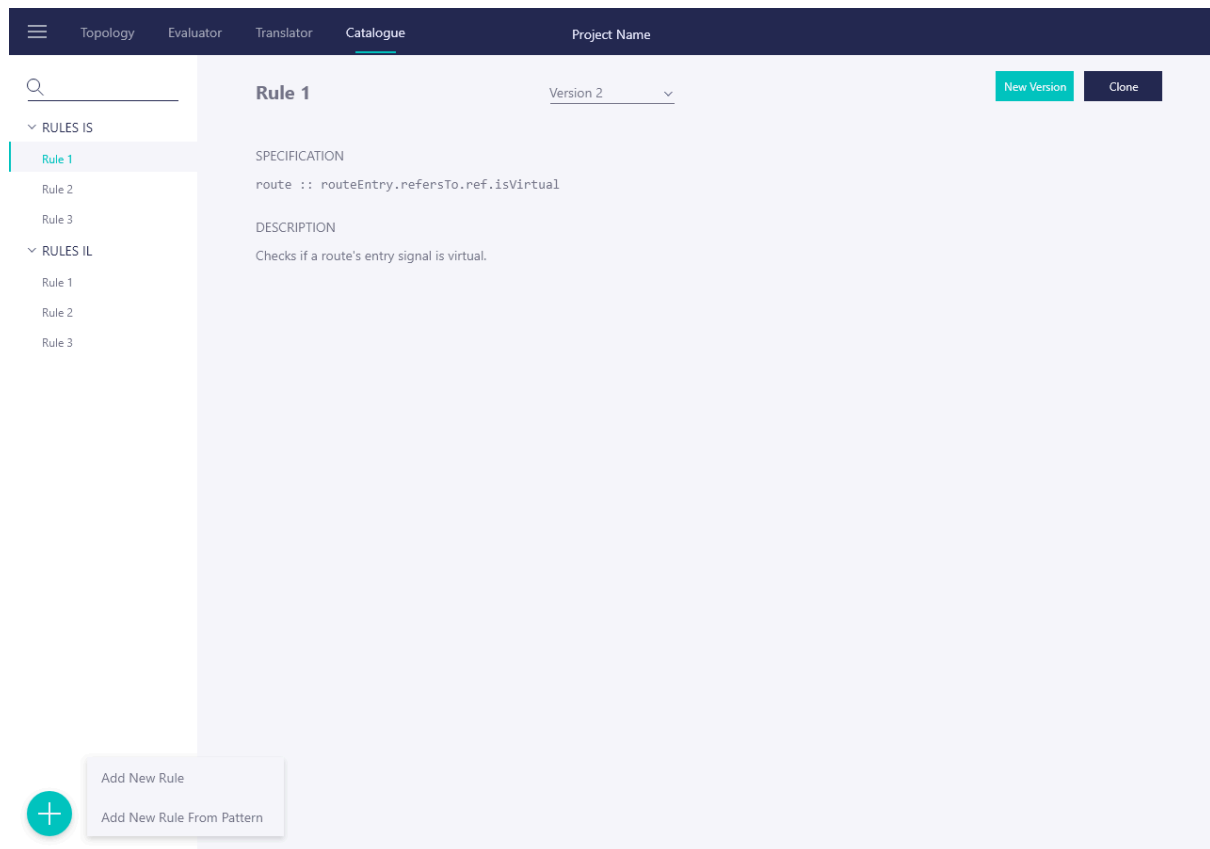 Topology Evaluator Translator Catalogue Project Name
Rule 1 Version 2 New Version Clone
RULES IS
Rule 1
Rule 2
Rule 3
RULES IL
Rule 1
Rule 2
Rule 3
SPECIFICATION
route :: routeEntry.refersTo.ref.isVirtual
DESCRIPTION
Checks if a route's entry signal is virtual.
Add New Rule
Add New Rule From Pattern